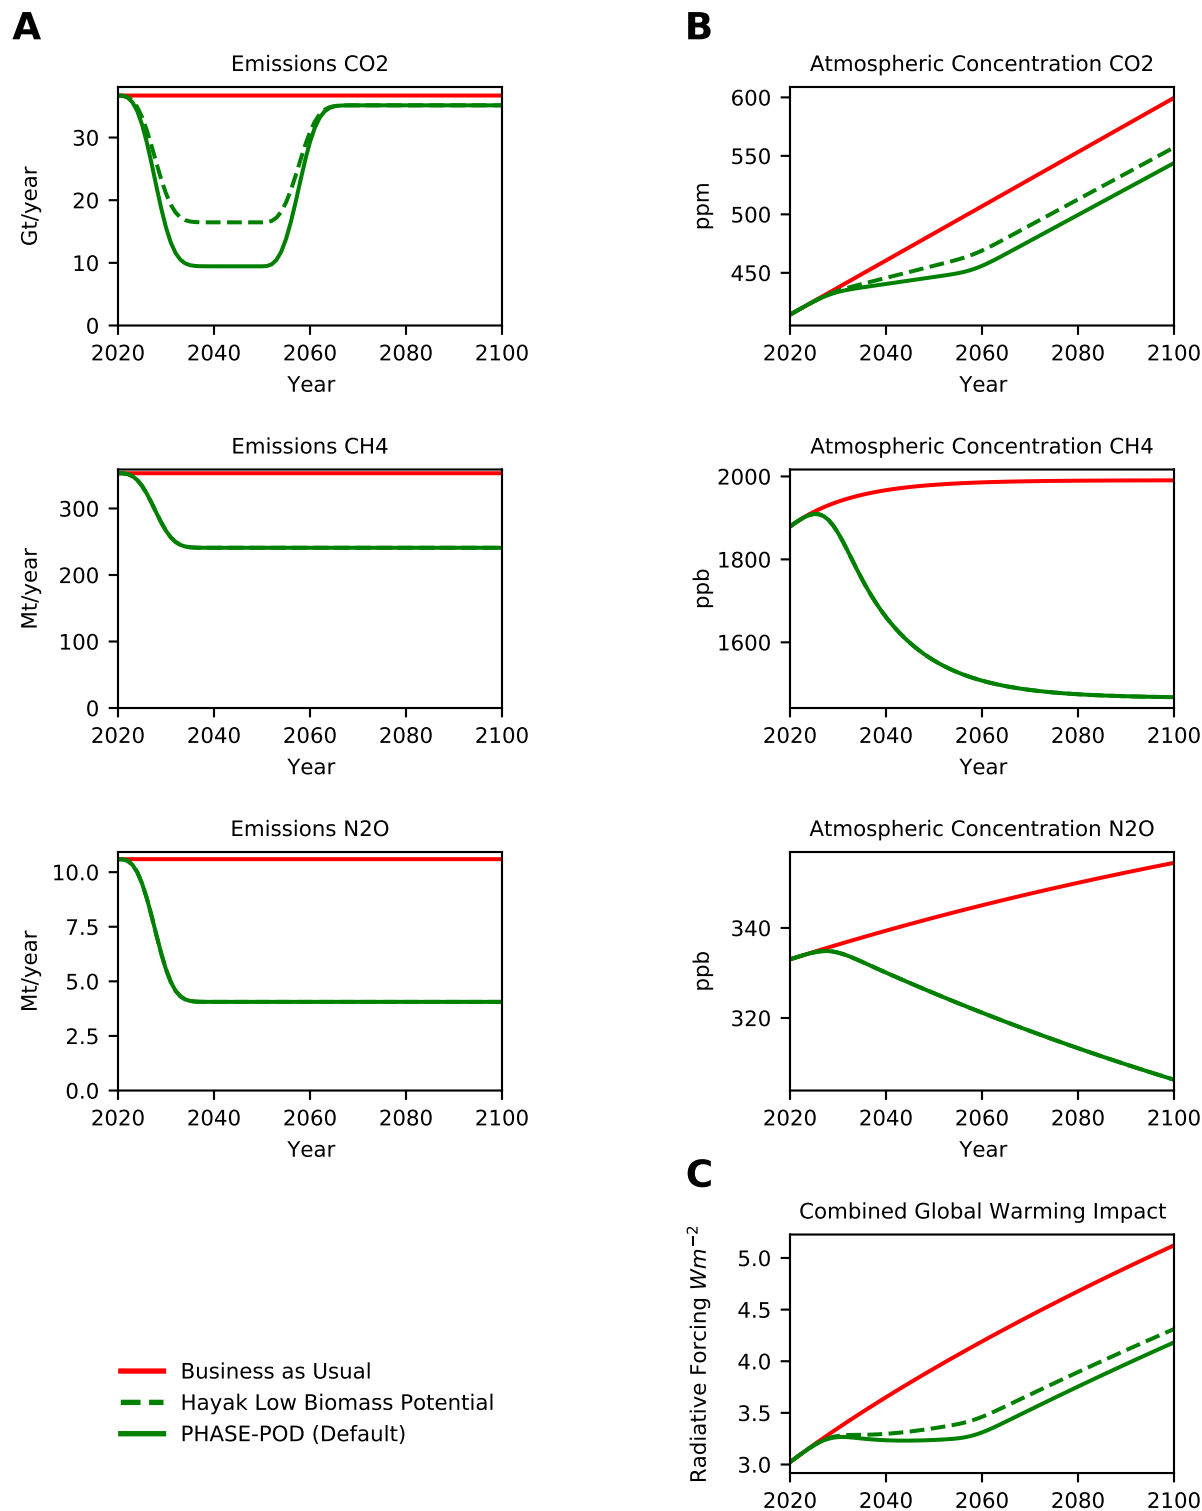 A
B
Emissions CO2
Gt/year
30
20
10
0
2020 2040 2060 2080 2100
Year
Atmospheric Concentration CO2
ppm
600
550
500
450
2020 2040 2060 2080 2100
Year
Emissions CH4
Mt/year
300
200
100
0
2020 2040 2060 2080 2100
Year
Atmospheric Concentration CH4
ppb
2000
1800
1600
2020 2040 2060 2080 2100
Year
Emissions N2O
Mt/year
10.0
7.5
5.0
2.5
0.0
2020 2040 2060 2080 2100
Year
Atmospheric Concentration N2O
ppb
340
320
2020 2040 2060 2080 2100
Year
C
Combined Global Warming Impact
Radiative Forcing Wm⁻²
5.0
4.5
4.0
3.5
3.0
2020 2040 2060 2080 2100
Business as Usual
Hayak Low Biomass Potential
PHASE-POD (Default)